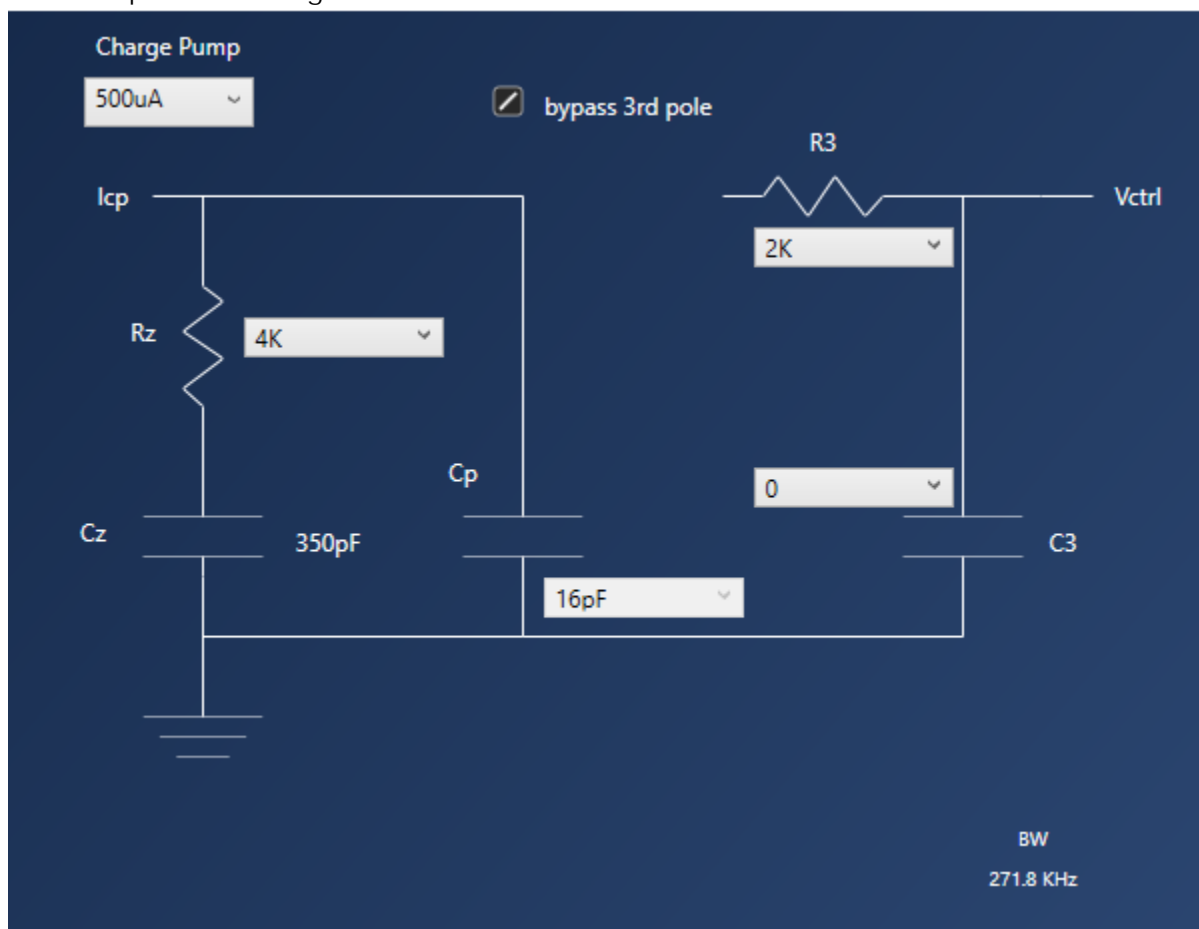 Charge Pump
500uA
bypass 3rd pole
R3
Icp
Vctrl
2K
Rz
4K
Cp
0
Cz
350pF
C3
16pF
BW
271.8 KHz